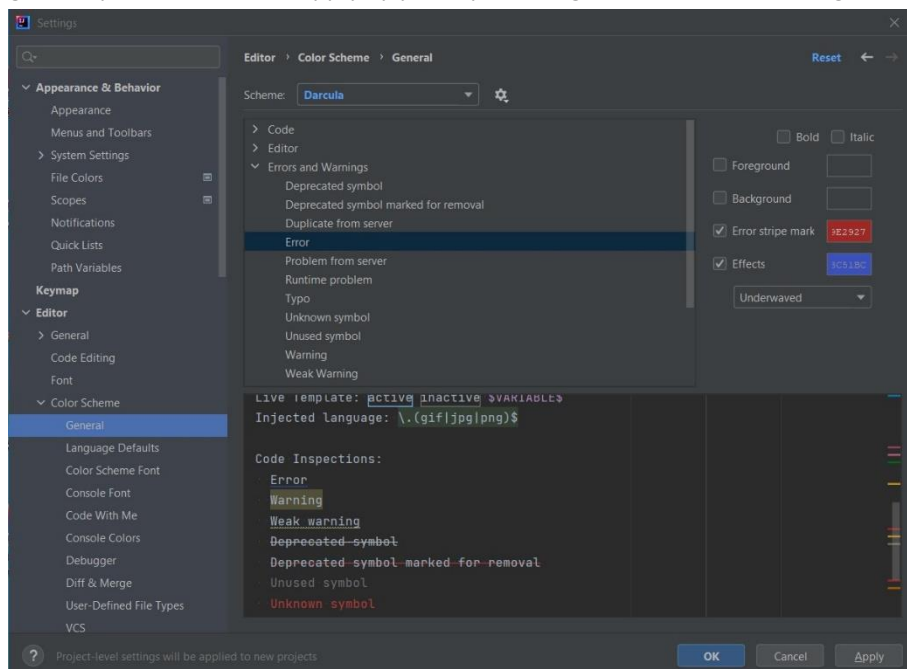 Settings
Editor › Color Scheme › General
Reset
Appearance & Behavior
Appearance
Menus and Toolbars
System Settings
File Colors
Scopes
Notifications
Quick Lists
Path Variables
Keymap
Editor
General
Code Editing
Font
Color Scheme
General
Language Defaults
Color Scheme Font
Console Font
Code With Me
Console Colors
Debugger
Diff & Merge
User-Defined File Types
VCS
Scheme: Darcula
Code
Editor
Errors and Warnings
Deprecated symbol
Deprecated symbol marked for removal
Duplicate from server
Error
Problem from server
Runtime problem
Typo
Unknown symbol
Unused symbol
Warning
Weak Warning
Bold Italic
Foreground
Background
Error stripe mark
Effects
Underwaved
Live Template: active inactive $VARIABLE$
Injected language: \.(gif|jpg|png)$
Code Inspections:
Error
Warning
Weak warning
Deprecated symbol
Deprecated symbol marked for removal
Unused symbol
Unknown symbol
? Project-level settings will be applied to new projects
OK Cancel Apply